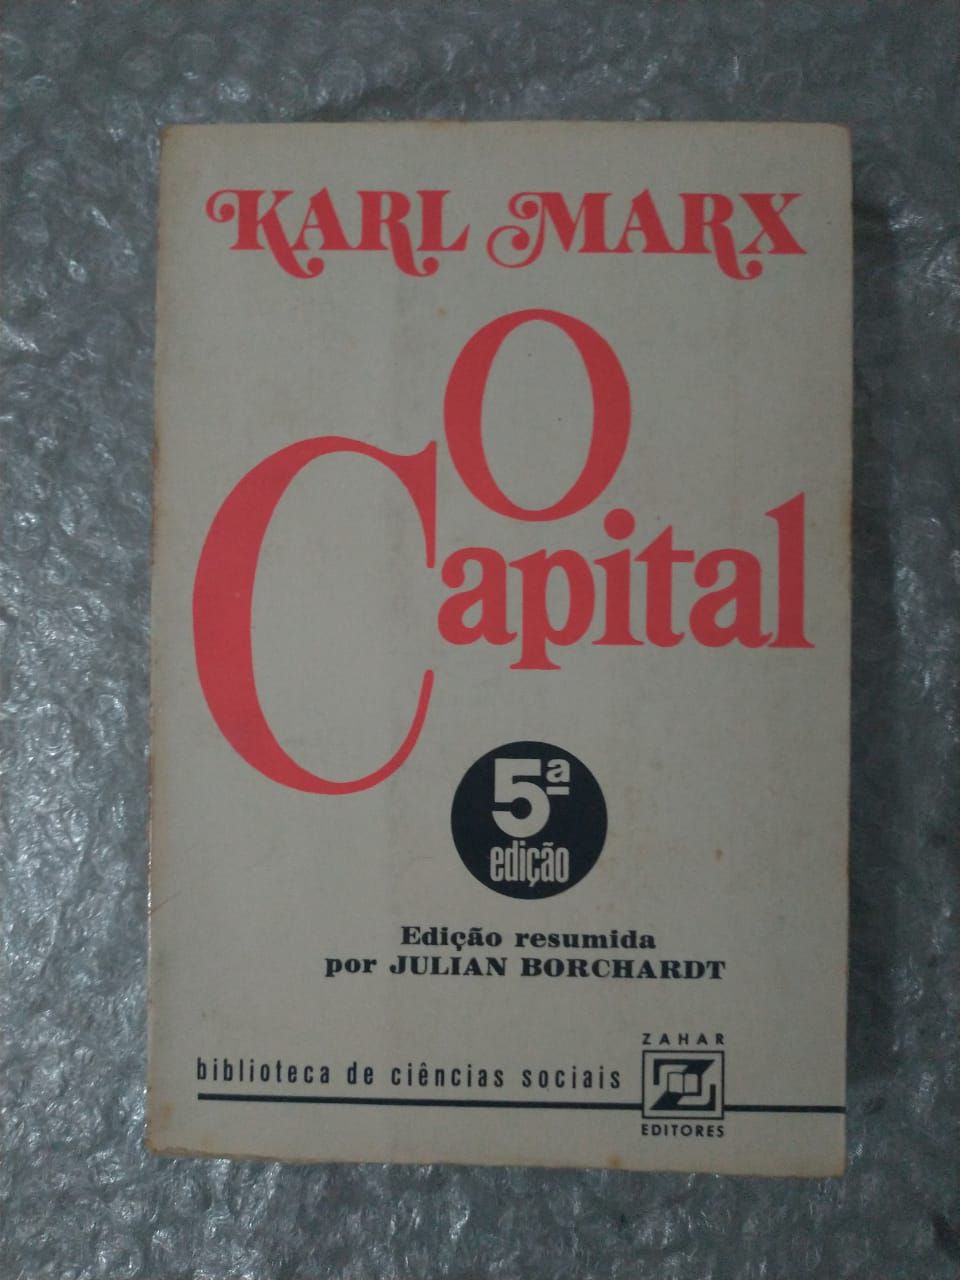 KARL MARX
O
Capital
5ª
edição
Edição resumida
por JULIAN BORCHARDT
ZAHAR
biblioteca de ciências sociais
EDITORES